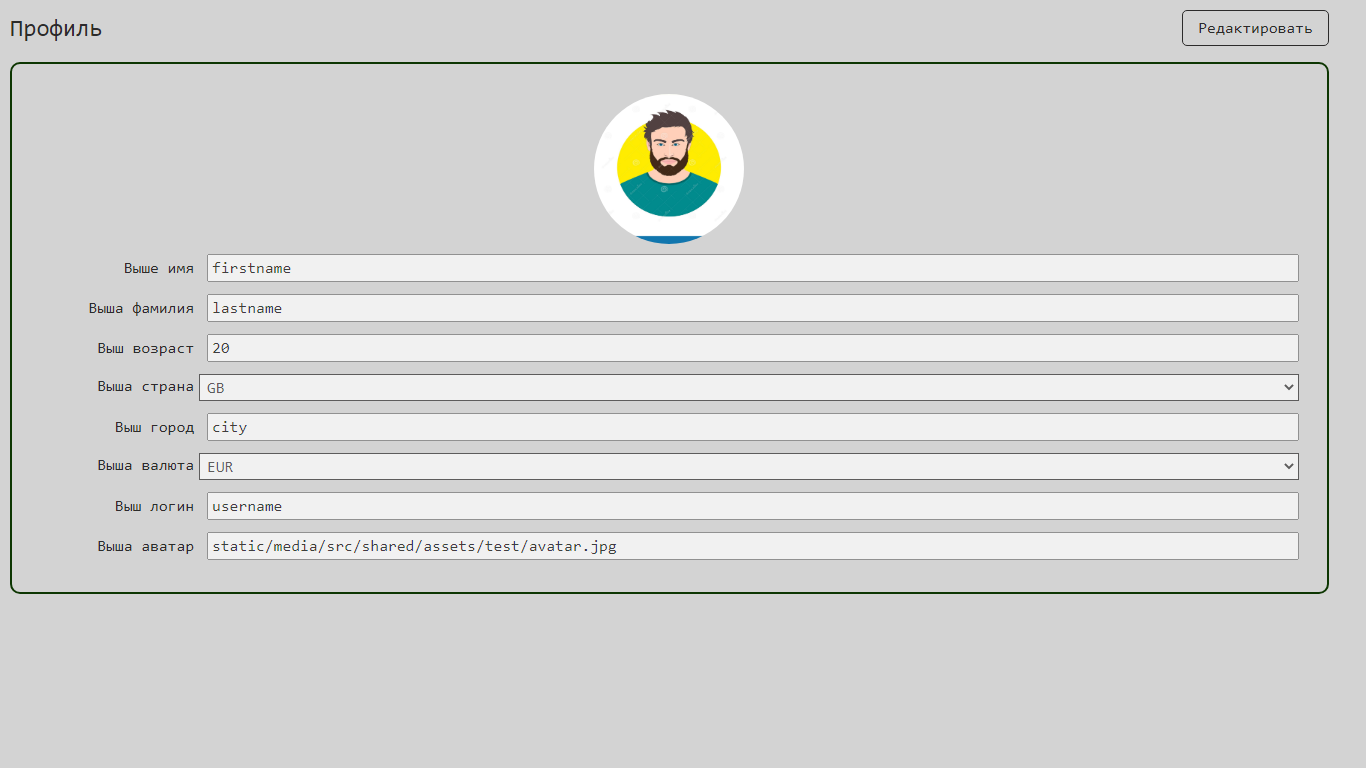 Профиль
Редактировать
Выше имя firstname
Выша фамилия lastname
Выш возраст 20
Выша страна GB
Выш город city
Выша валюта EUR
Выш логин username
Выша аватар static/media/src/shared/assets/test/avatar.jpg